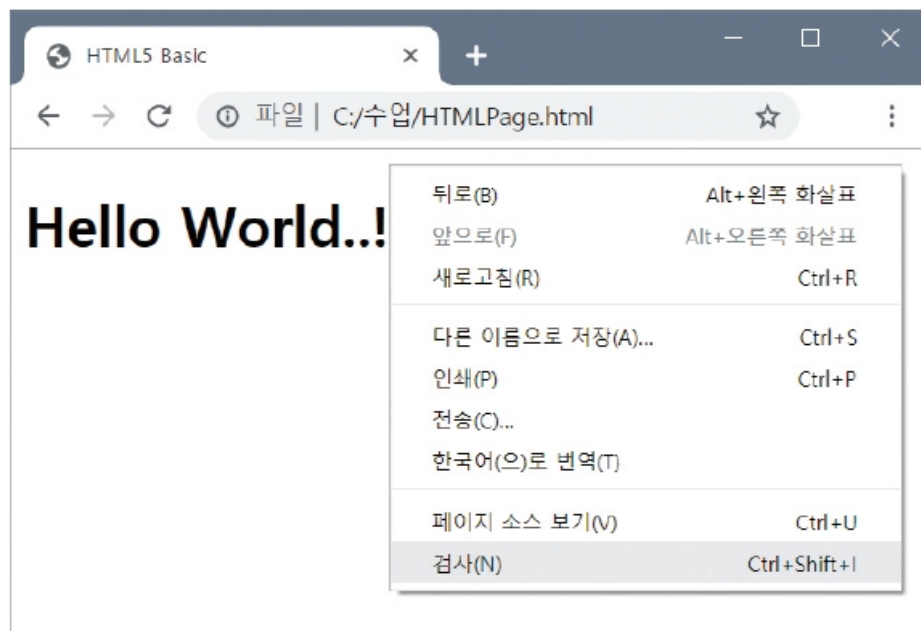 HTML5 Basic
파일 | C:/수업/HTMLPage.html
Hello World..!
뒤로(B) Alt+왼쪽 화살표
앞으로(F) Alt+오른쪽 화살표
새로고침(R) Ctrl+R
다른 이름으로 저장(A)... Ctrl+S
인쇄(P) Ctrl+P
전송(C)...
한국어(으)로 번역(T)
페이지 소스 보기(V) Ctrl+U
검사(N) Ctrl+Shift+I